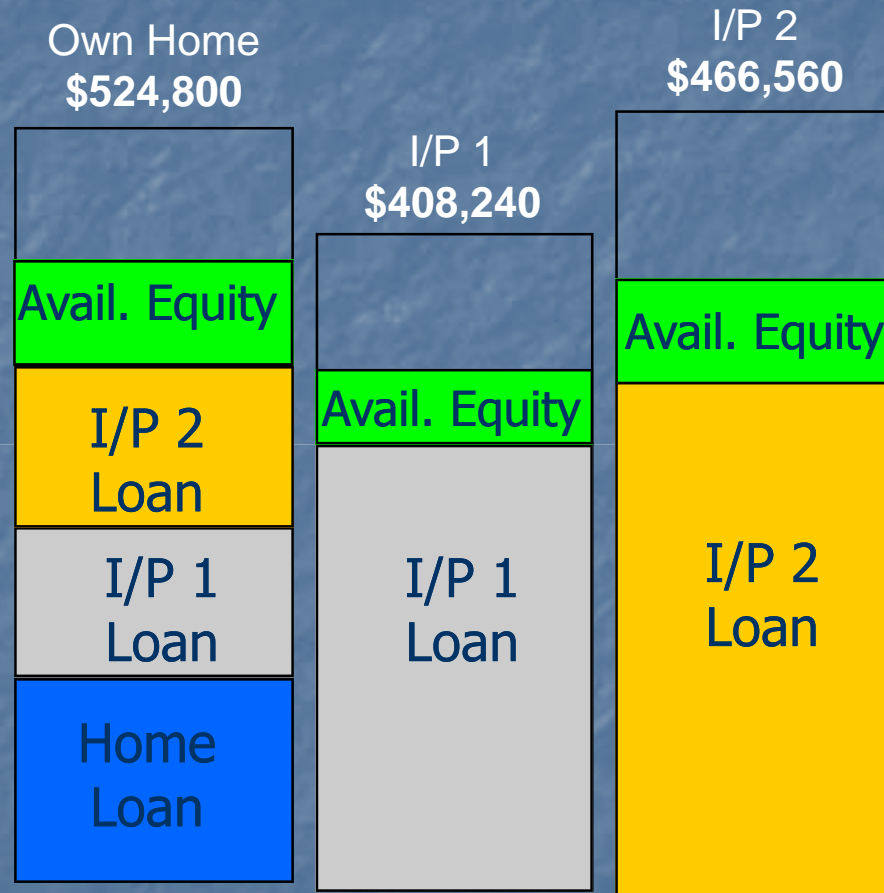 Own Home
$524,800
Avail. Equity
I/P 2
Loan
I/P 1
Loan
Home
Loan
I/P 1
$408,240
Avail. Equity
I/P 1
Loan
I/P 2
$466,560
Avail. Equity
I/P 2
Loan